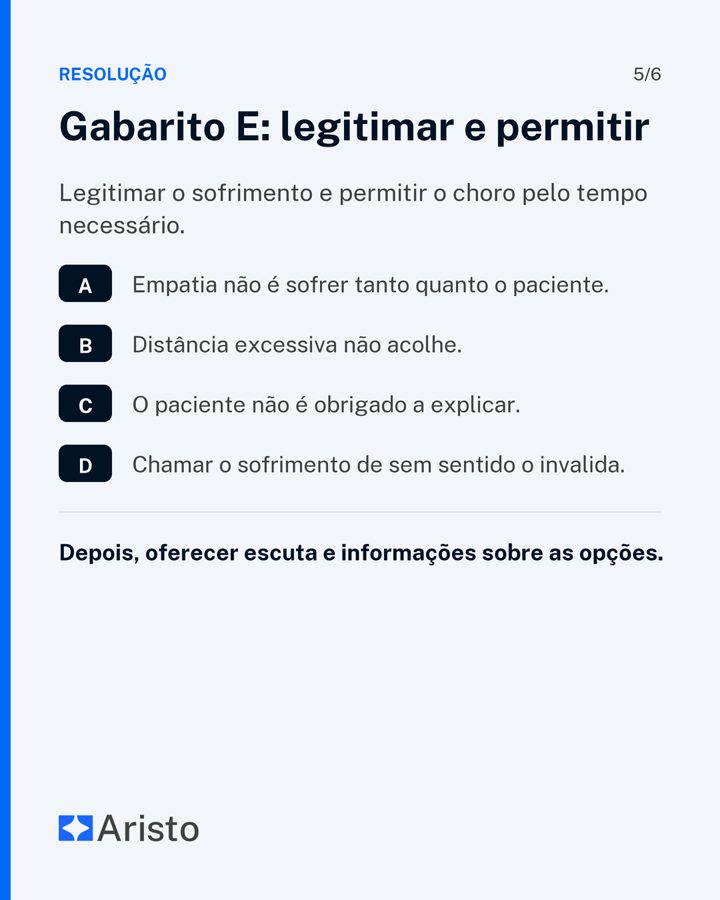 RESOLUÇÃO
5/6
Gabarito E: legitimar e permitir
Legitimar o sofrimento e permitir o choro pelo tempo
necessário.
A Empatia não é sofrer tanto quanto o paciente.
B Distância excessiva não acolhe.
C O paciente não é obrigado a explicar.
D Chamar o sofrimento de sem sentido o invalida.
Depois, oferecer escuta e informações sobre as opções.
Aristo